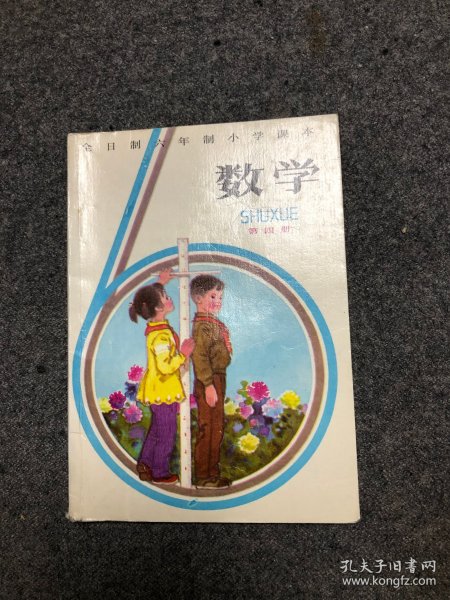 全日制六年制小学课本
数学
SHUXUE
第四册
孔夫子旧书网
www.kongfz.com